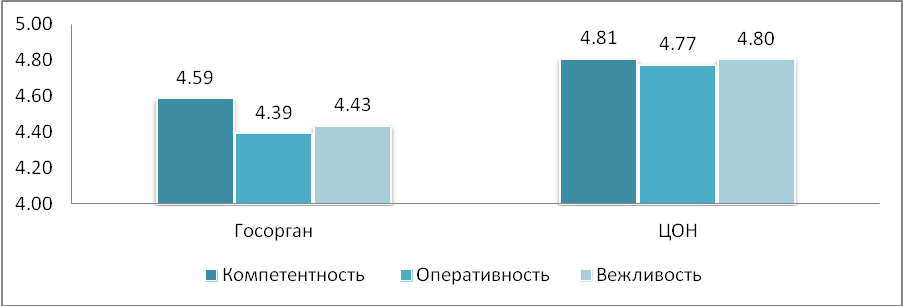 5.00
4.80
4.60
4.40
4.20
4.00
4.59
4.39
4.43
4.81
4.77
4.80
Госорган
ЦОН
Компетентность
Оперативность
Вежливость